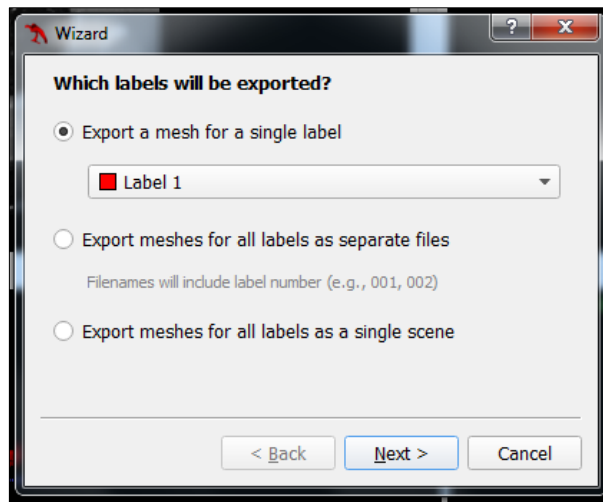 Wizard
?
X
Which labels will be exported?
Export a mesh for a single label
Label 1
Export meshes for all labels as separate files
Filenames will include label number (e.g., 001, 002)
Export meshes for all labels as a single scene
< Back
Next >
Cancel